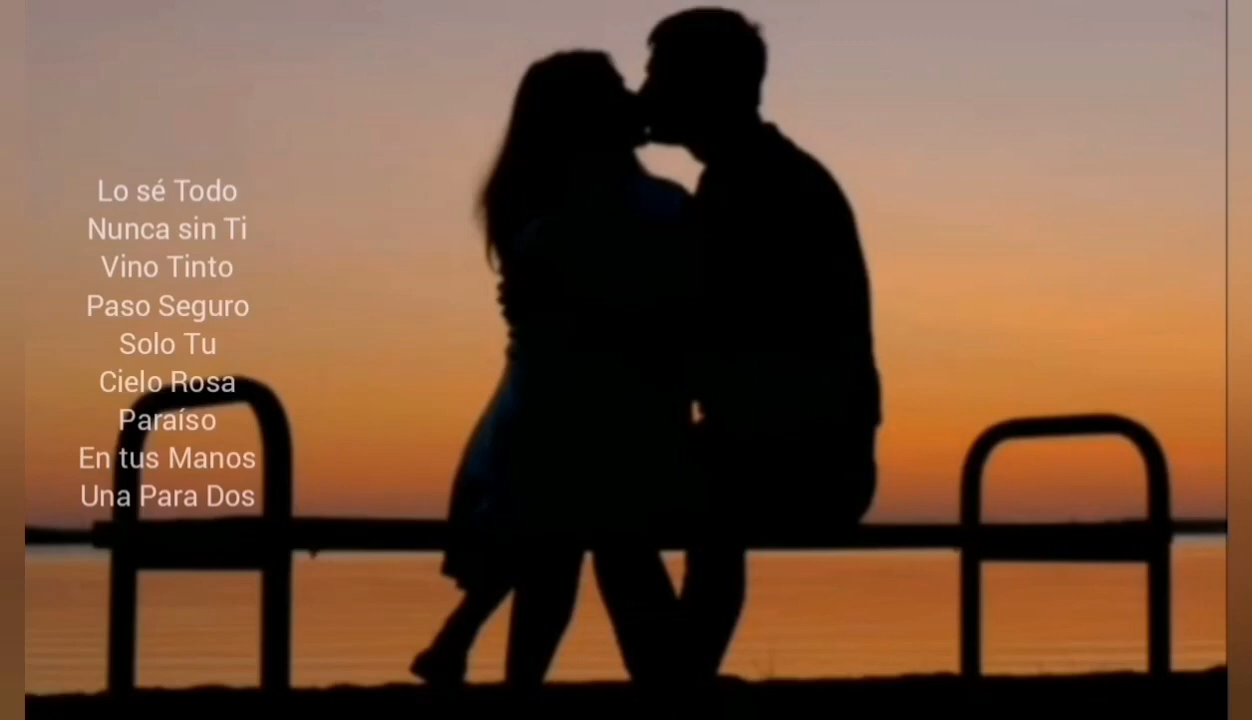 Lo sé Todo
Nunca sin Ti
Vino Tinto
Paso Seguro
Solo Tu
Cielo Rosa
Paraíso
En tus Manos
Una Para Dos